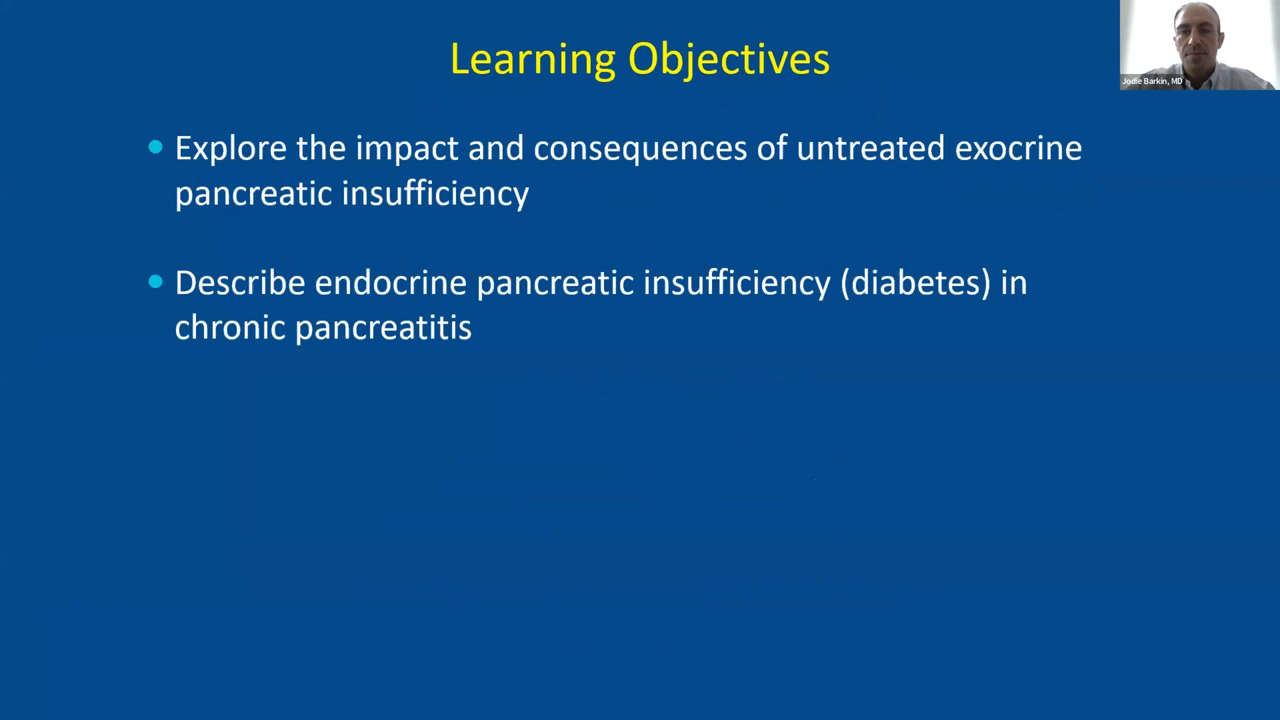 Learning Objectives
Jodie Barkin, MD
• Explore the impact and consequences of untreated exocrine
pancreatic insufficiency
• Describe endocrine pancreatic insufficiency (diabetes) in
chronic pancreatitis